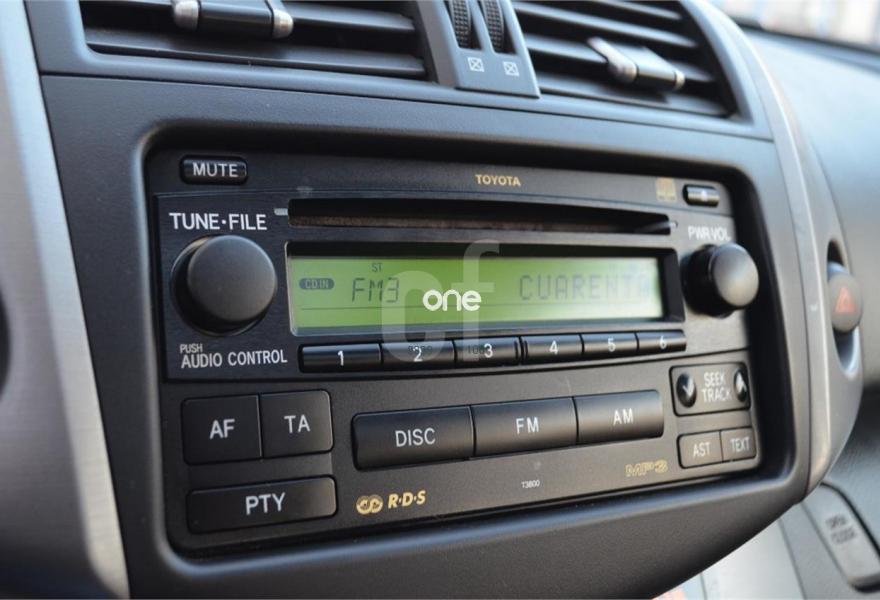 MUTE
TOYOTA
TUNE•FILE
PWR•VOL
ST
CD IN
FM3
CUARENTA
one
cf
PUSH
AUDIO CONTROL
1 2 3 4 5 6
SEEK
TRACK
AF
TA
DISC
FM
AM
AST
TEXT
PTY
R•D•S
T3800
MP3